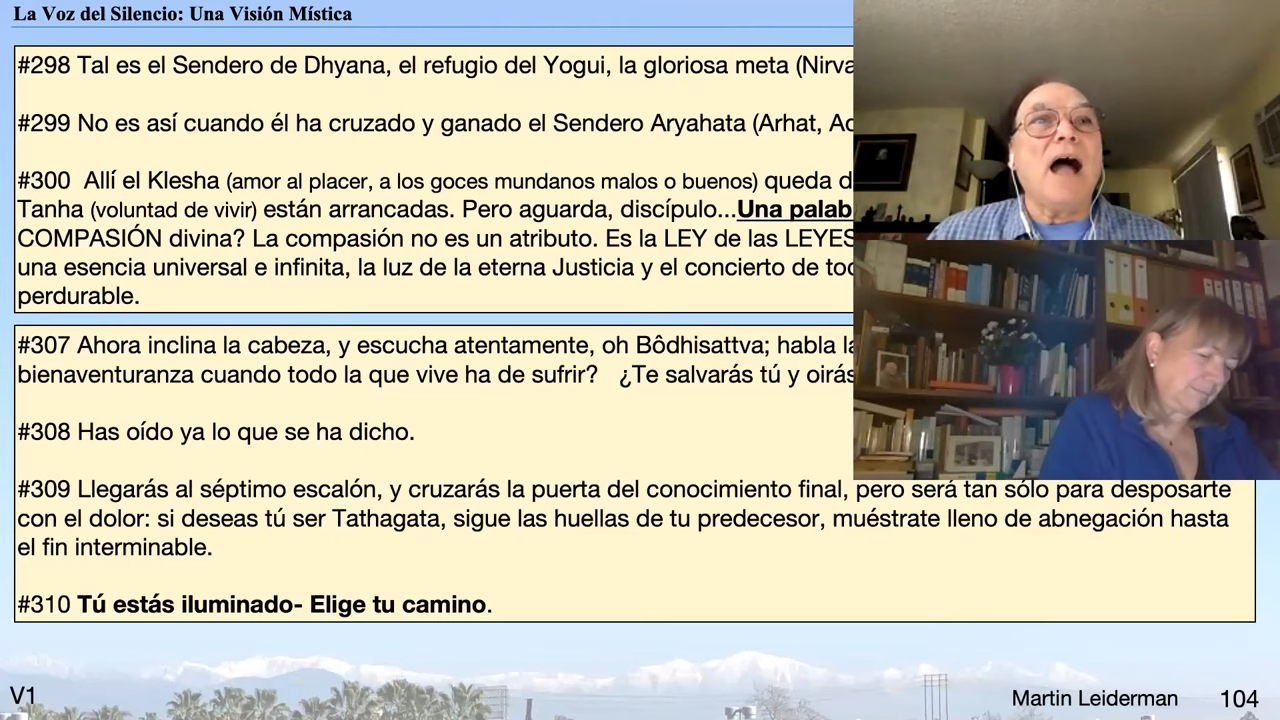 La Voz del Silencio: Una Visión Mística
#298 Tal es el Sendero de Dhyana, el refugio del Yogui, la gloriosa meta
#299 No es así cuando él ha cruzado y ganado el Sendero Aryahata (Arhat,
#300 Allí el Klesha (amor al placer, a los goces mundanos malos o buenos) queda
Tanha (voluntad de vivir) están arrancadas. Pero aguarda, discípulo...Una
COMPASIÓN divina? La compasión no es un atributo. Es la LEY de las LEYES
una esencia universal e infinita, la luz de la eterna Justicia y el concierto de
perdurable.
#307 Ahora inclina la cabeza, y escucha atentamente, oh Bôdhisattva; habla
bienaventuranza cuando todo la que vive ha de sufrir? ¿Te salvarás tú y oirás
#308 Has oído ya lo que se ha dicho.
#309 Llegarás al séptimo escalón, y cruzarás la puerta del conocimiento final, pero será tan sólo para desposarte
con el dolor: si deseas tú ser Tathagata, sigue las huellas de tu predecesor, muéstrate lleno de abnegación hasta
el fin interminable.
#310 Tú estás iluminado- Elige tu camino.
V1
Martin Leiderman 104